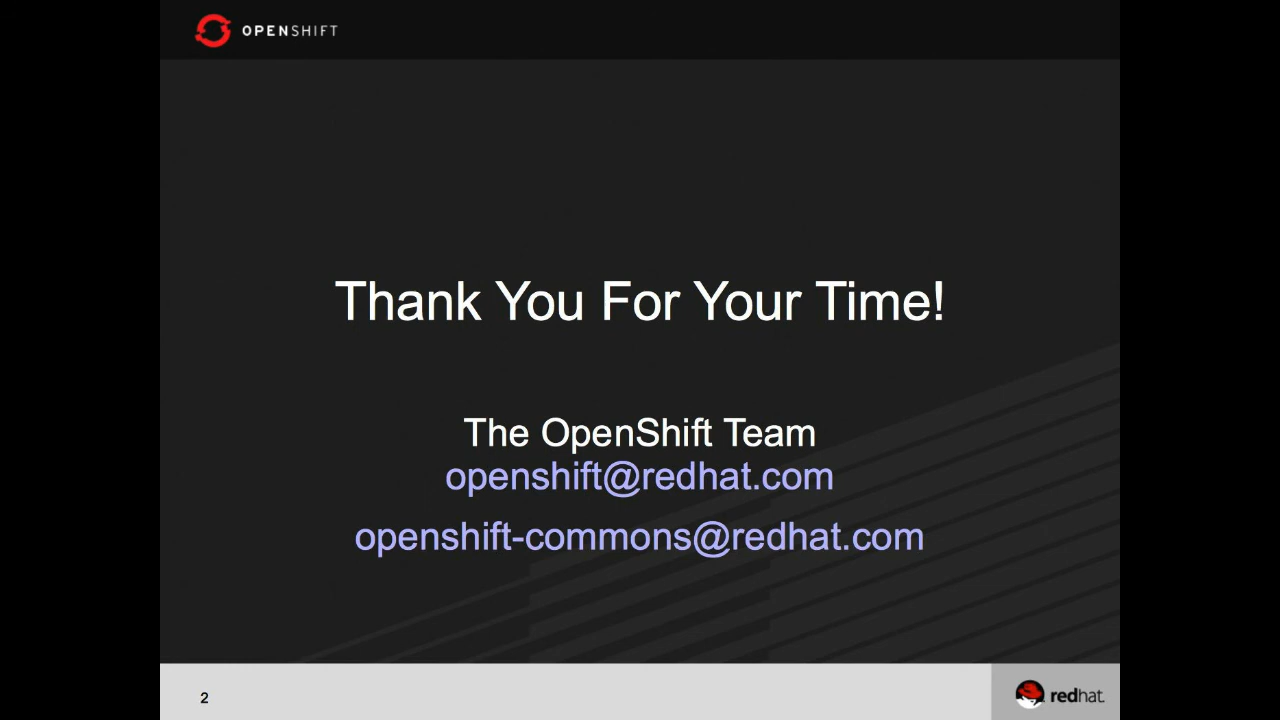 OPENSHIFT
Thank You For Your Time!
The OpenShift Team
openshift@redhat.com
openshift-commons@redhat.com
2
redhat.